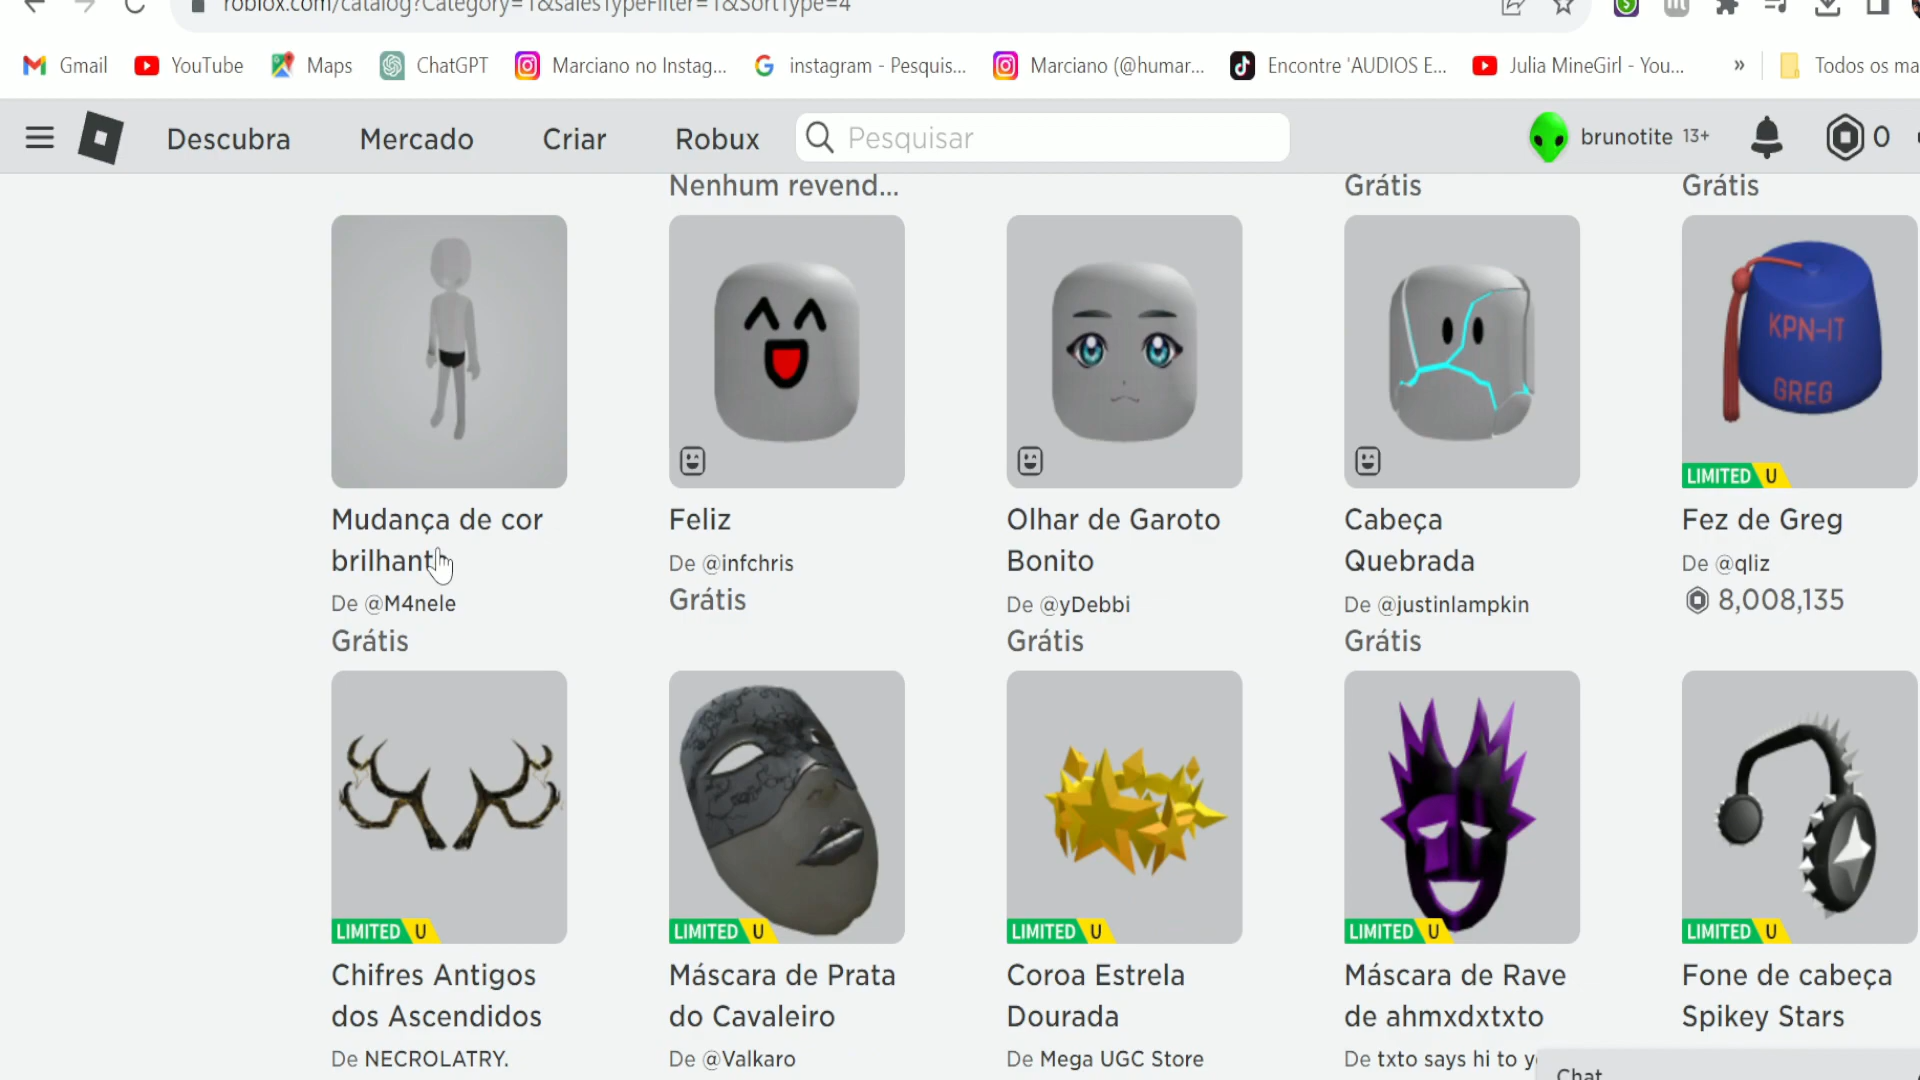 roblox.com/catalog?Category=1&salesTypeFilter=1&SortType=4
Gmail YouTube Maps ChatGPT Marciano no Instag... instagram - Pesquis... Marciano (@humar... Encontre 'AUDIOS E... Julia MineGirl - You... » Todos os ma
Descubra Mercado Criar Robux Pesquisar brunotite 13+ 0
Nenhum revend... Grátis Grátis
KPN-IT
GREG
LIMITED U
Mudança de cor
brilhant
De @M4nele
Grátis
Feliz
De @infchris
Grátis
Olhar de Garoto
Bonito
De @yDebbi
Grátis
Cabeça
Quebrada
De @justinlampkin
Grátis
Fez de Greg
De @qliz
8,008,135
LIMITED U
Chifres Antigos
dos Ascendidos
De NECROLATRY.
LIMITED U
Máscara de Prata
do Cavaleiro
De @Valkaro
LIMITED U
Coroa Estrela
Dourada
De Mega UGC Store
LIMITED U
Máscara de Rave
de ahmxdxtxto
De txto says hi to y
LIMITED U
Fone de cabeça
Spikey Stars
Chat